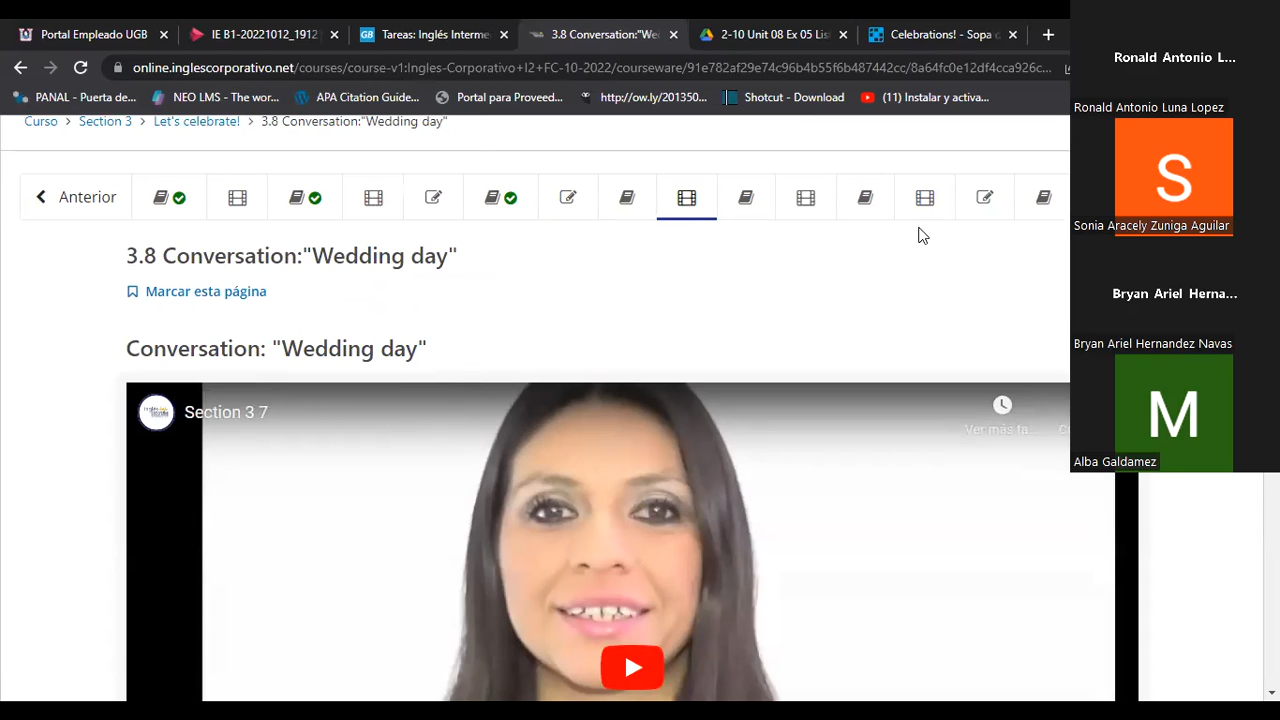 Portal Empleado UGB
IE B1-20221012_1912
Tareas: Inglés Interme
3.8 Conversation:"We
2-10 Unit 08 Ex 05 Lis
Celebrations! - Sopa d
online.inglescorporativo.net/courses/course-v1:Ingles-Corporativo+I2+FC-10-2022/courseware/91e782af29e74c96b4b55f6b487442cc/8a64fc0e12df4cca926c...
PANAL - Puerta de...
NEO LMS - The wor...
APA Citation Guide...
Portal para Proveed...
http://ow.ly/201350...
Shotcut - Download
(11) Instalar y activa...
Curso > Section 3 > Let's celebrate! > 3.8 Conversation:"Wedding day"
Anterior
3.8 Conversation:"Wedding day"
Marcar esta página
Conversation: "Wedding day"
Section 3 7
Ver más ta...
Ronald Antonio L...
Ronald Antonio Luna Lopez
S
Sonia Aracely Zuniga Aguilar
Bryan Ariel Herna...
Bryan Ariel Hernandez Navas
M
Alba Galdamez